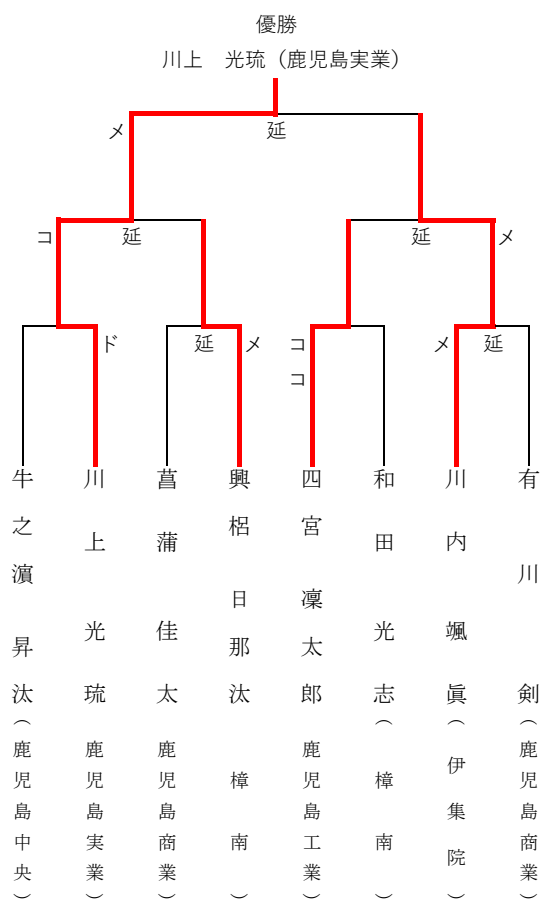 優勝
川上　光琉（鹿児島実業）
メ
延
コ
延
延
メ
ド
延
メ
コ
コ
メ
延
牛之濵 昇汰（鹿児島中央）
川上 光琉（鹿児島実業）
菖蒲 佳太（鹿児島商業）
興梠 日那汰（樟南）
四宮 凜太郎（鹿児島工業）
和田 光志（樟南）
川内 颯眞（伊集院）
有川 剣（鹿児島商業）